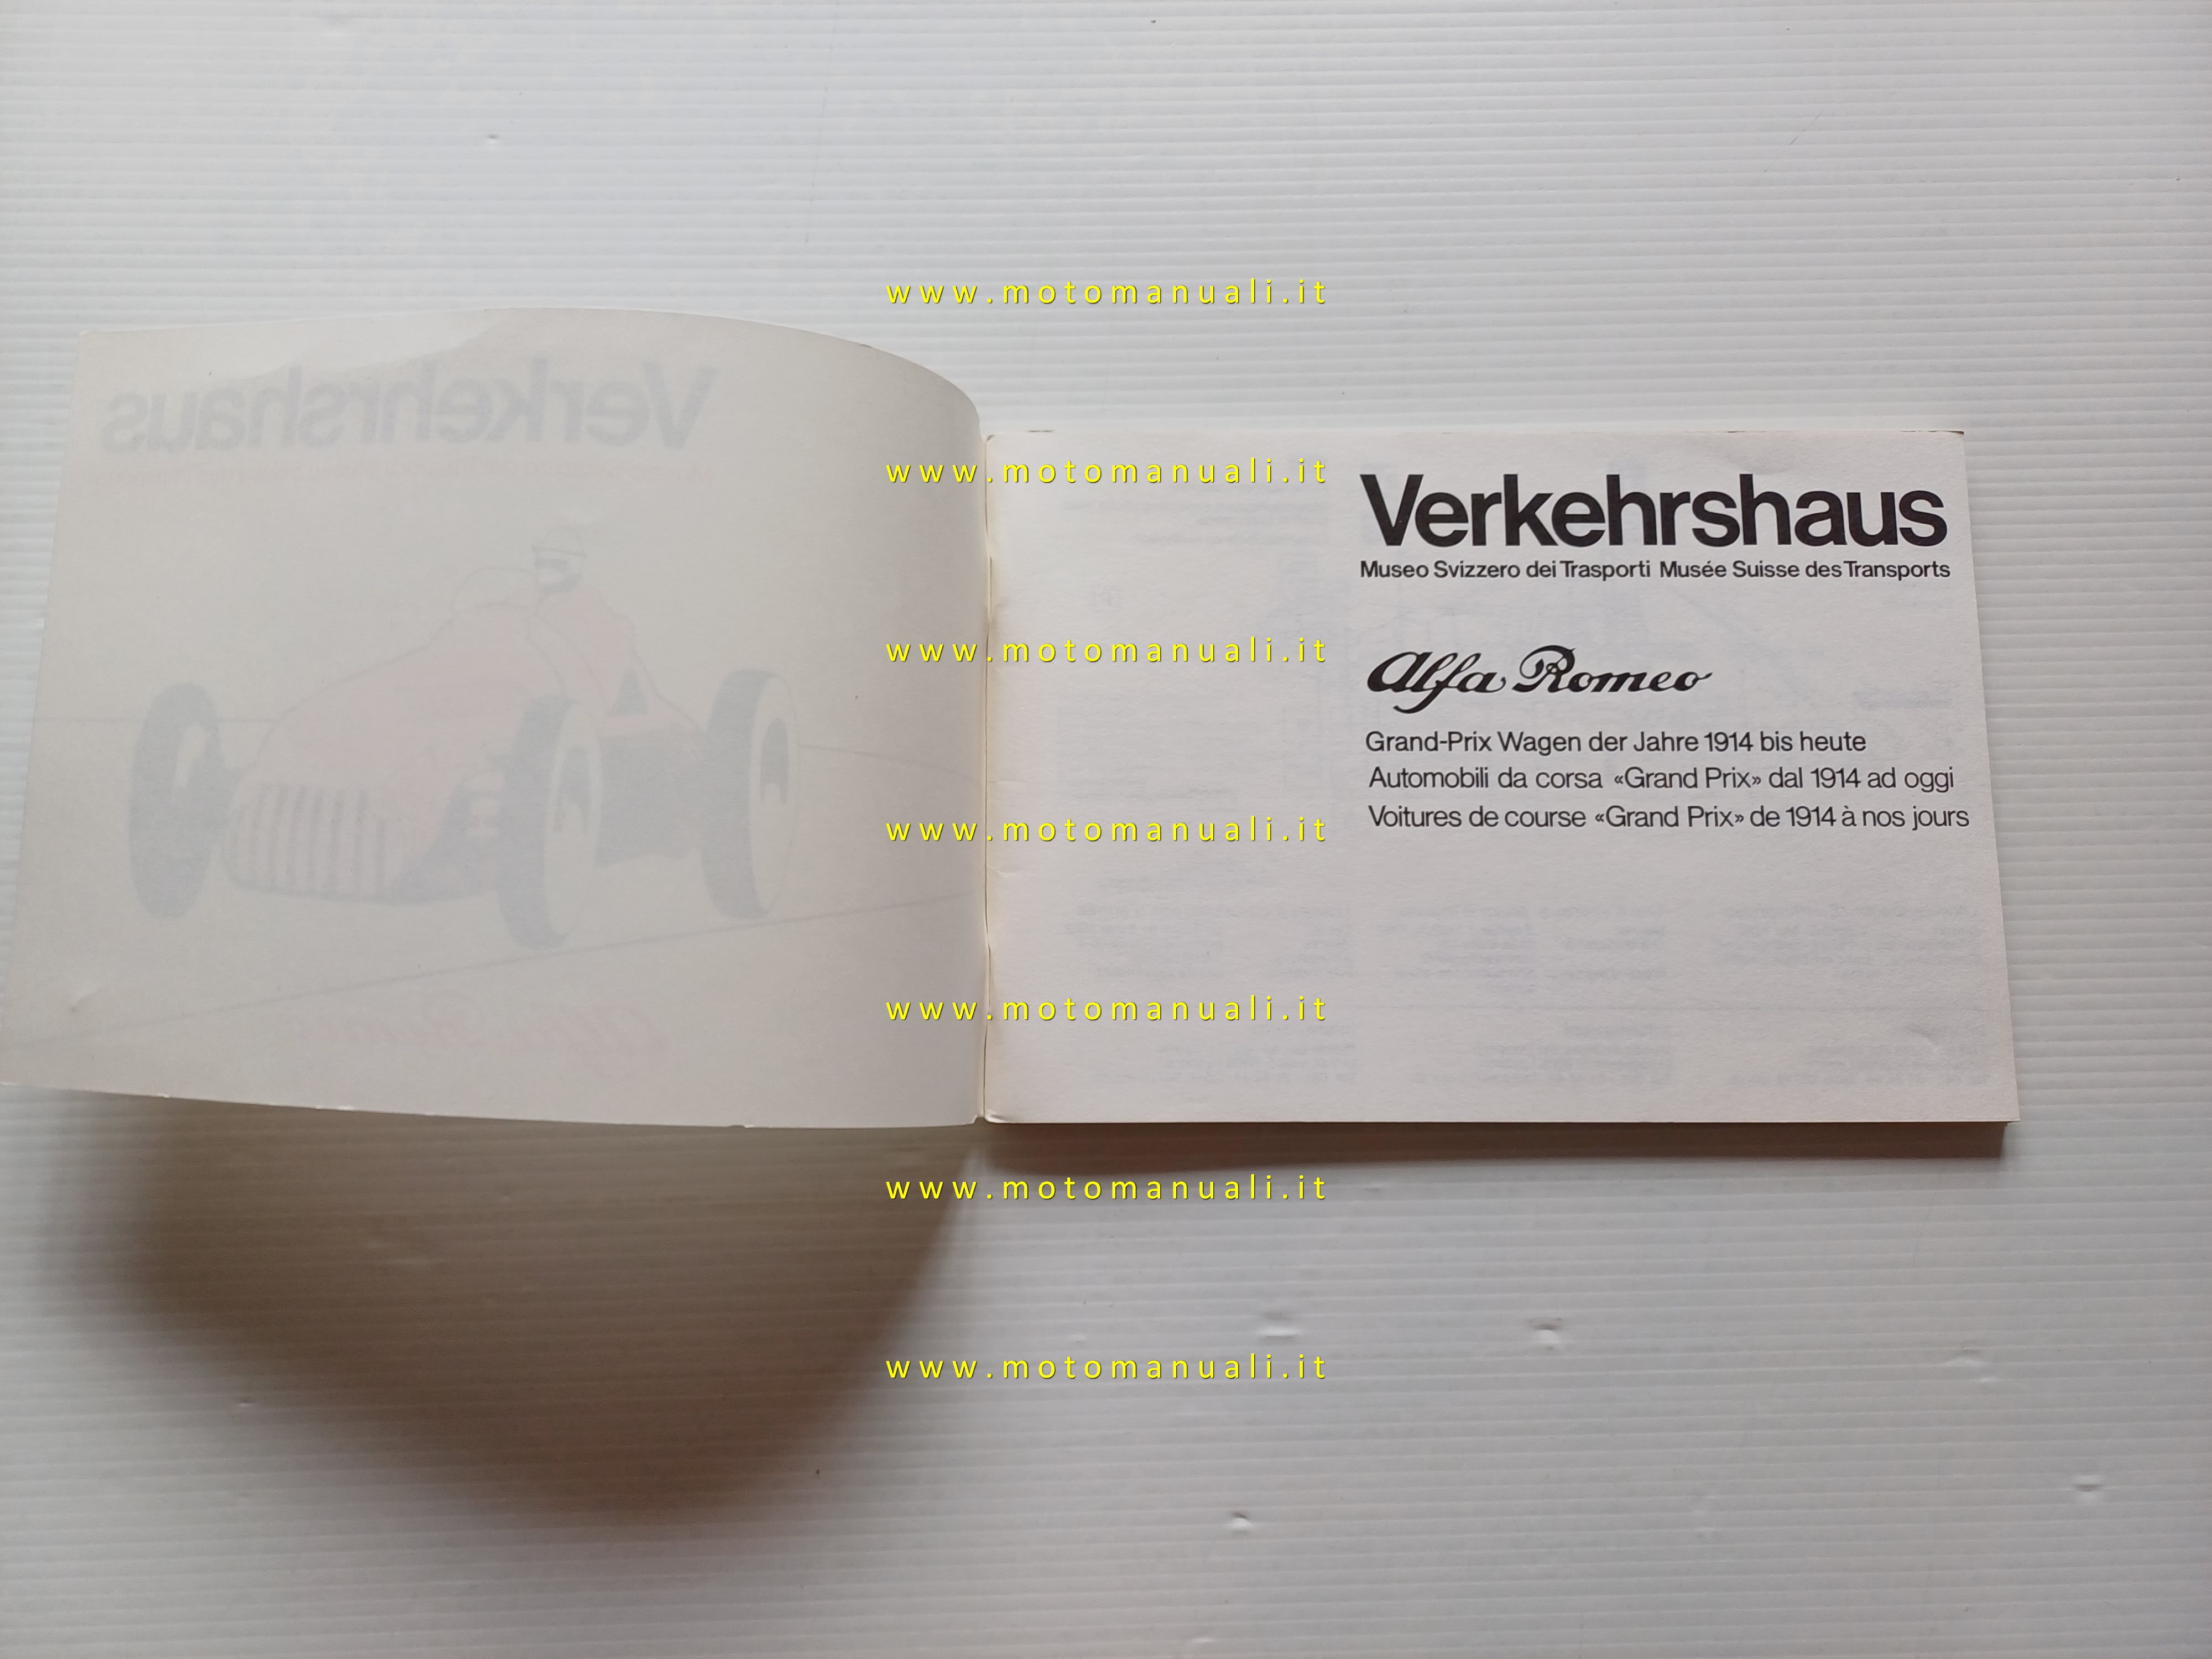 www.motomanuali.it
Verkehrshaus
www.motomanuali.it
Verkehrshaus
Museo Svizzero dei Trasporti Musée Suisse des Transports
www.motomanuali.it
Alfa Romeo
Grand-Prix Wagen der Jahre 1914 bis heute
Automobili da corsa «Grand Prix» dal 1914 ad oggi
Voitures de course «Grand Prix» de 1914 à nos jours
www.motomanuali.it
www.motomanuali.it
www.motomanuali.it
www.motomanuali.it